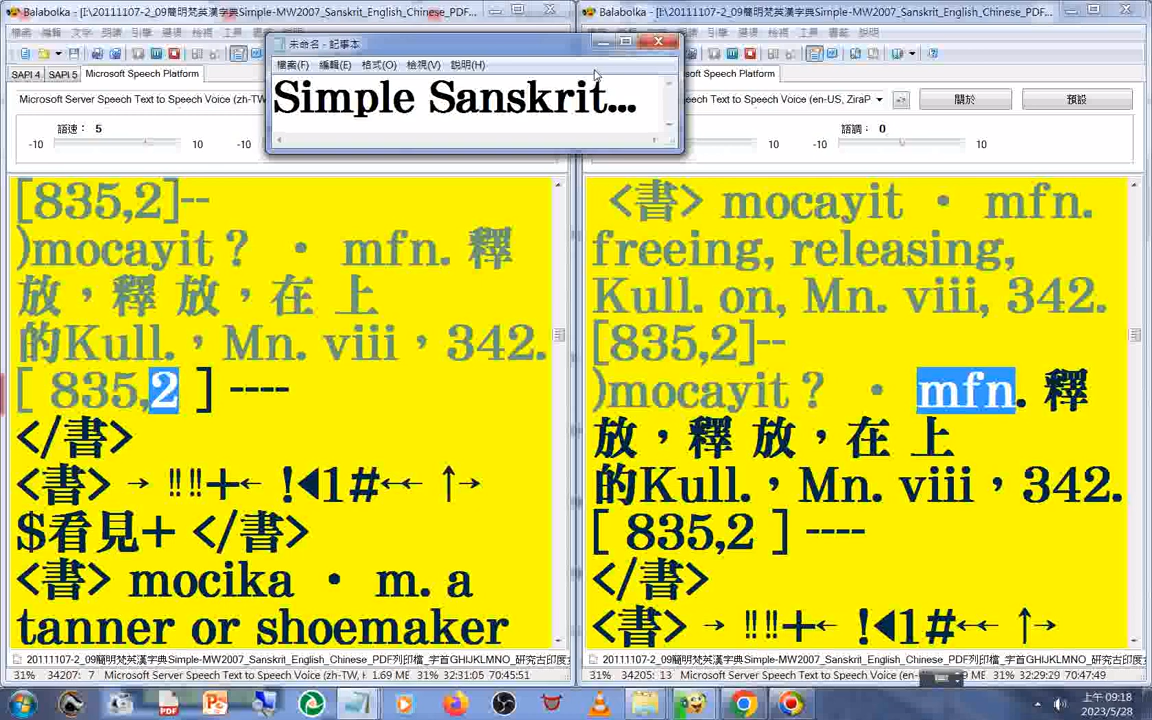 Balabolka - [I:\20111107-2_09簡明梵英漢字典Simple-MW2007_Sanskrit_English_Chinese_PDF...
SAPI 4
SAPI 5
Microsoft Speech Platform
Microsoft Server Speech Text to Speech Voice (zh-TW,
語速： 5
-10
10
-10
[835,2]--
)mocayit ? • mfn. 釋
放，釋 放，在 上
的Kull.，Mn. viii，342.
[ 835,2 ] ----
</書>
<書> → ‼‼+← !◀1#←← ↑→
$看見+ </書>
<書> mocika • m. a
tanner or shoemaker
20111107-2_09簡明梵英漢字典Simple-MW2007_Sanskrit_English_Chinese_PDF列印檔_字首GHIJKLMNO_研究古印度
31% 34207: 7 Microsoft Server Speech Text to Speech Voice (zh-TW, 1.69 ME 31% 32:31:05 70:45:51
未命名 - 記事本
檔案(F) 編輯(E) 格式(O) 檢視(V) 説明(H)
Simple Sanskrit...
Balabolka - [I:\20111107-2_09簡明梵英漢字典Simple-MW2007_Sanskrit_English_Chinese_PDF...
Speech Platform
eech Text to Speech Voice (en-US, ZiraP
關於
預設
語調： 0
10
-10
10
<書> mocayit • mfn.
freeing, releasing,
Kull. on, Mn. viii, 342.
[835,2]--
)mocayit ? • mfn. 釋
放，釋 放，在 上
的Kull.，Mn. viii，342.
[ 835,2 ] ----
</書>
<書> → ‼‼+← !◀1#←← ↑→
20111107-2_09簡明梵英漢字典Simple-MW2007_Sanskrit_English_Chinese_PDF列印檔_字首GHIJKLMNO_研究古印度
31% 34205: 13 Microsoft Server Speech Text to Speech Voice 31% 32:29:29 70:47:49
上午 09:18
2023/5/28